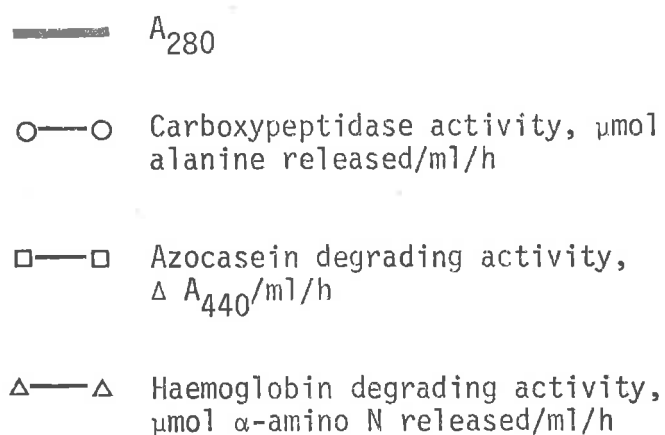 A280
Carboxypeptidase activity, μmol
alanine released/ml/h
Azocasein degrading activity,
Δ A440/ml/h
Haemoglobin degrading activity,
μmol α-amino N released/ml/h